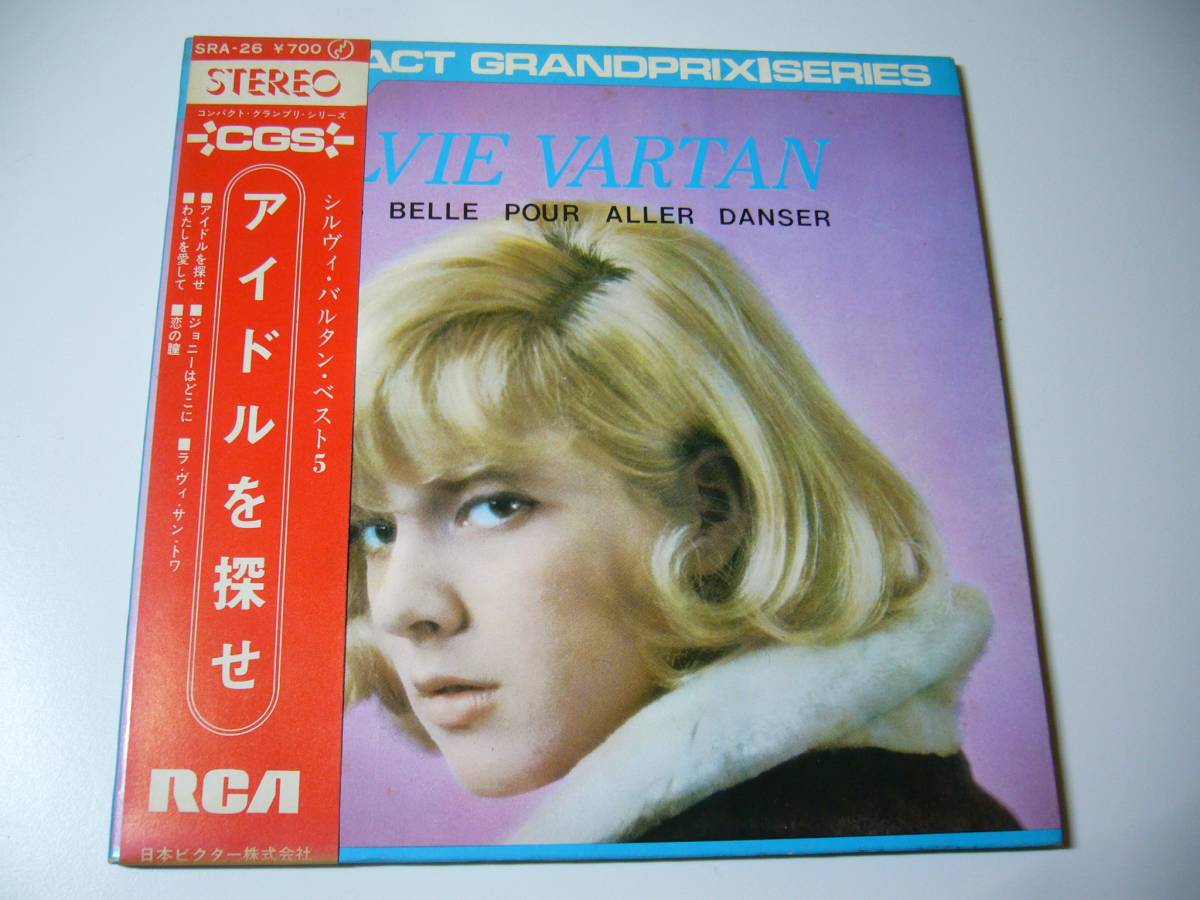 SRA-26 ¥700
STEREO
コンパクト・グランプリ・シリーズ
CGS
シルヴィ・バルタン・ベスト5
アイドルを探せ
■アイドルを探せ
■わたしを愛して
■ジョニーはどこに
■恋の瞳
■ラ・ヴィ・サン・トワ
RCA
日本ビクター株式会社
ACT GRANDPRIX SERIES
LVIE VARTAN
BELLE POUR ALLER DANSER